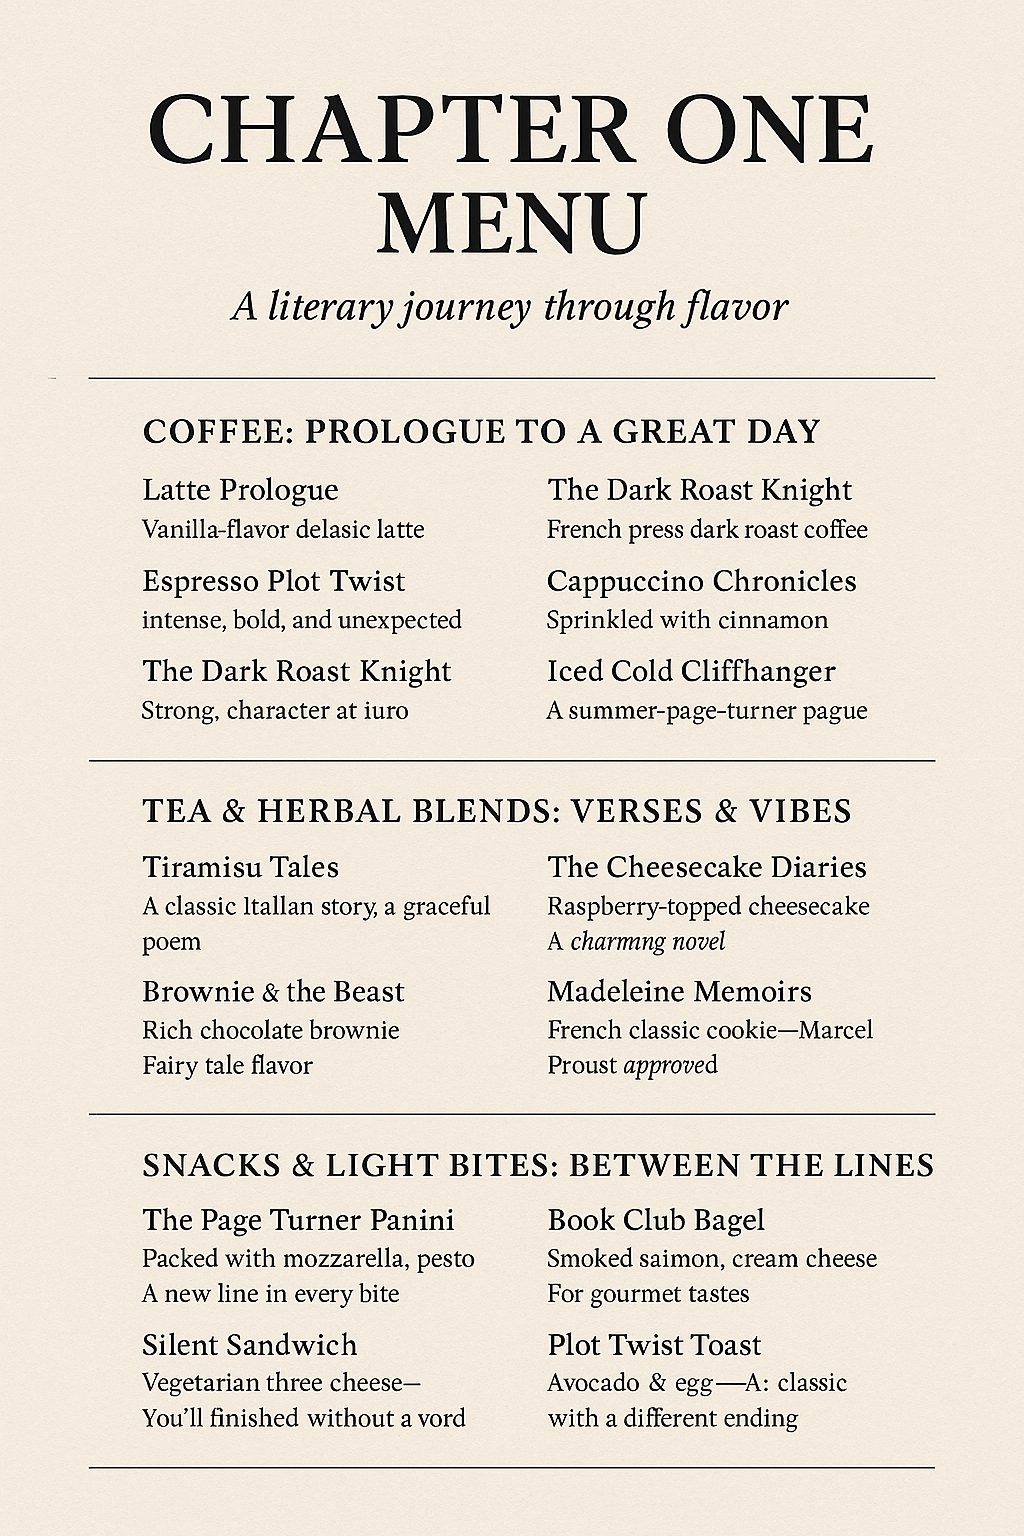 CHAPTER ONE
MENU
A literary journey through flavor
COFFEE: PROLOGUE TO A GREAT DAY
Latte Prologue
Vanilla-flavor delasic latte
Espresso Plot Twist
intense, bold, and unexpected
The Dark Roast Knight
Strong, character at iuro
The Dark Roast Knight
French press dark roast coffee
Cappuccino Chronicles
Sprinkled with cinnamon
Iced Cold Cliffhanger
A summer-page-turner pague
TEA & HERBAL BLENDS: VERSES & VIBES
Tiramisu Tales
A classic Itallan story, a graceful
poem
Brownie & the Beast
Rich chocolate brownie
Fairy tale flavor
The Cheesecake Diaries
Raspberry-topped cheesecake
A charmng novel
Madeleine Memoirs
French classic cookie—Marcel
Proust approved
SNACKS & LIGHT BITES: BETWEEN THE LINES
The Page Turner Panini
Packed with mozzarella, pesto
A new line in every bite
Silent Sandwich
Vegetarian three cheese—
You'll finished without a vord
Book Club Bagel
Smoked saimon, cream cheese
For gourmet tastes
Plot Twist Toast
Avocado & egg—A: classic
with a different ending